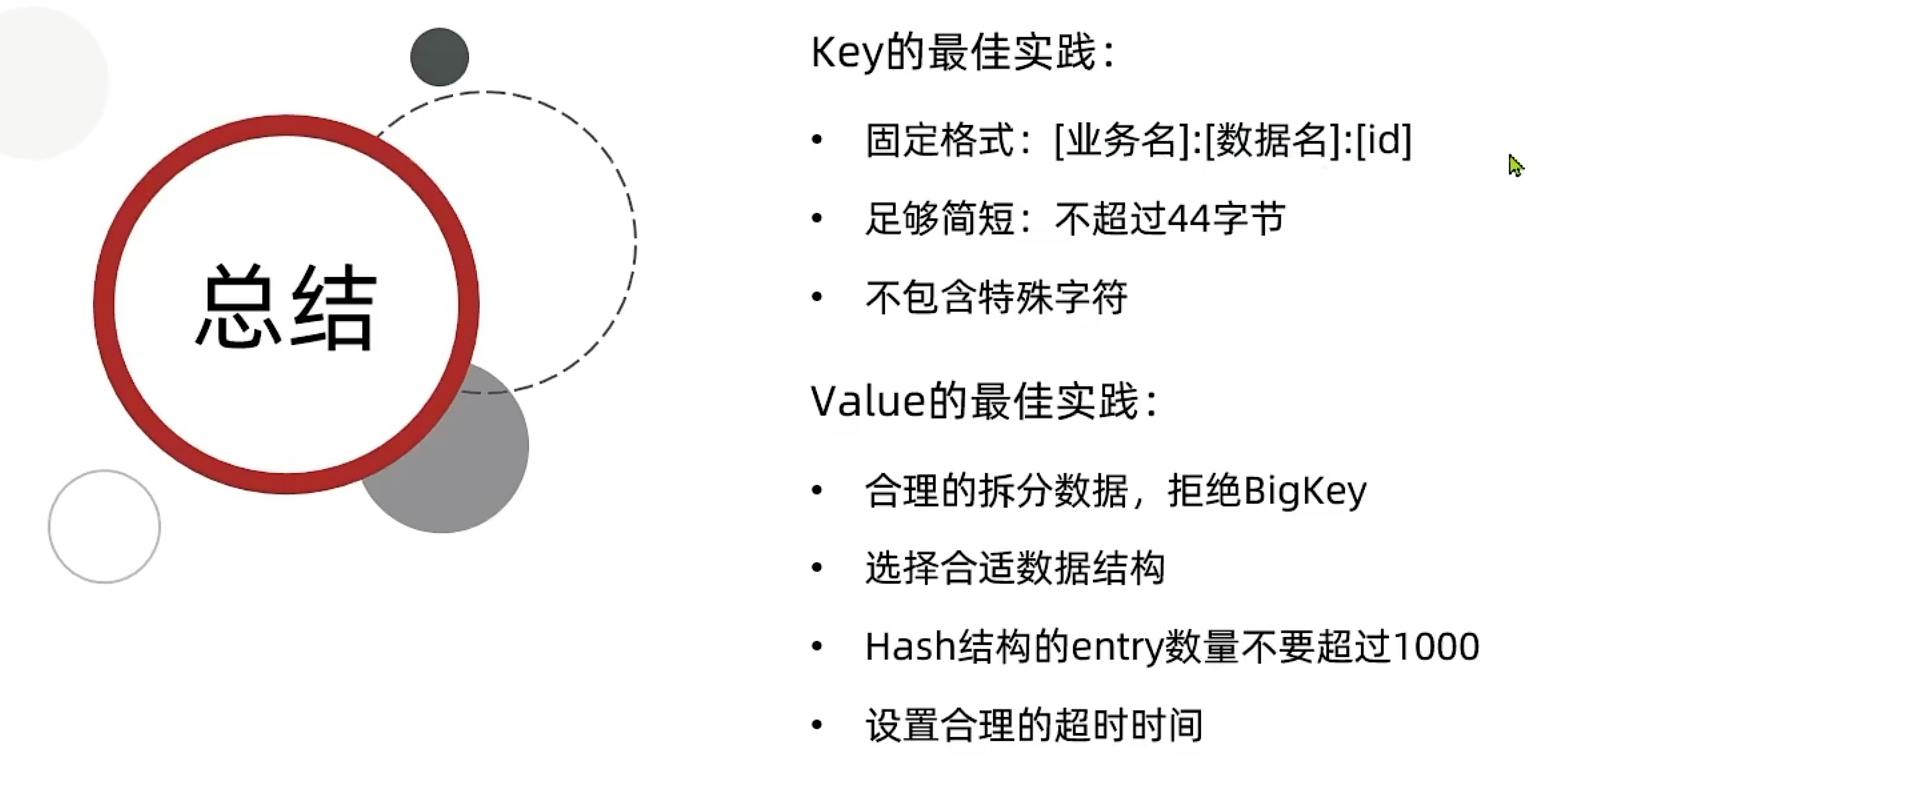 总结
Key的最佳实践：
• 固定格式：[业务名]:[数据名]:[id]
• 足够简短：不超过44字节
• 不包含特殊字符
Value的最佳实践：
• 合理的拆分数据，拒绝BigKey
• 选择合适数据结构
• Hash结构的entry数量不要超过1000
• 设置合理的超时时间